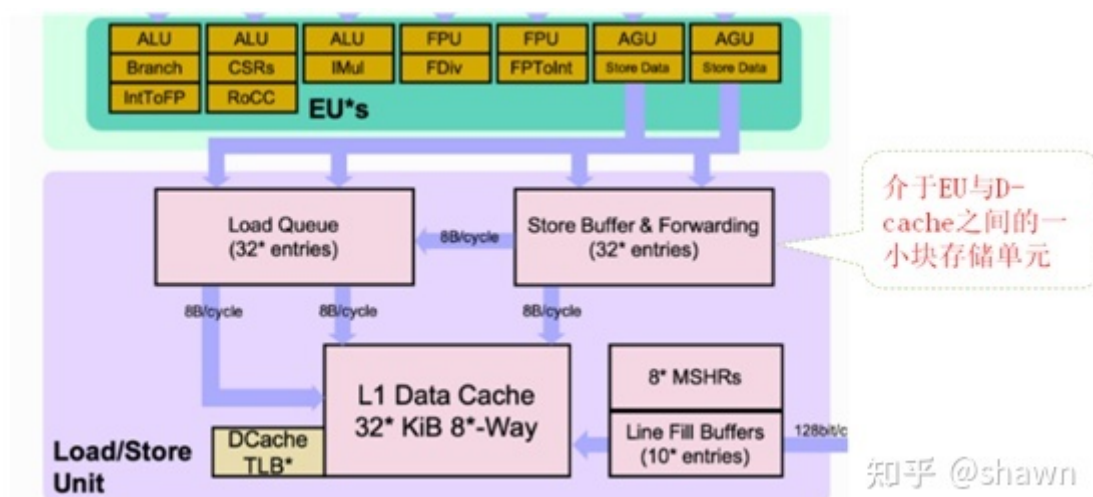 ALU ALU ALU FPU FPU AGU AGU
Branch CSRs IMul FDiv FPToInt Store Data Store Data
IntToFP RoCC
EU*s
Load Queue
(32* entries)
8B/cycle
Store Buffer & Forwarding
(32* entries)
介于EU与D-
cache之间的一
小块存储单元
8B/cycle 8B/cycle 8B/cycle
L1 Data Cache
32* KiB 8*-Way
DCache
TLB*
8* MSHRs
Line Fill Buffers
(10* entries)
128bit/c
Load/Store
Unit
知乎 @shawn